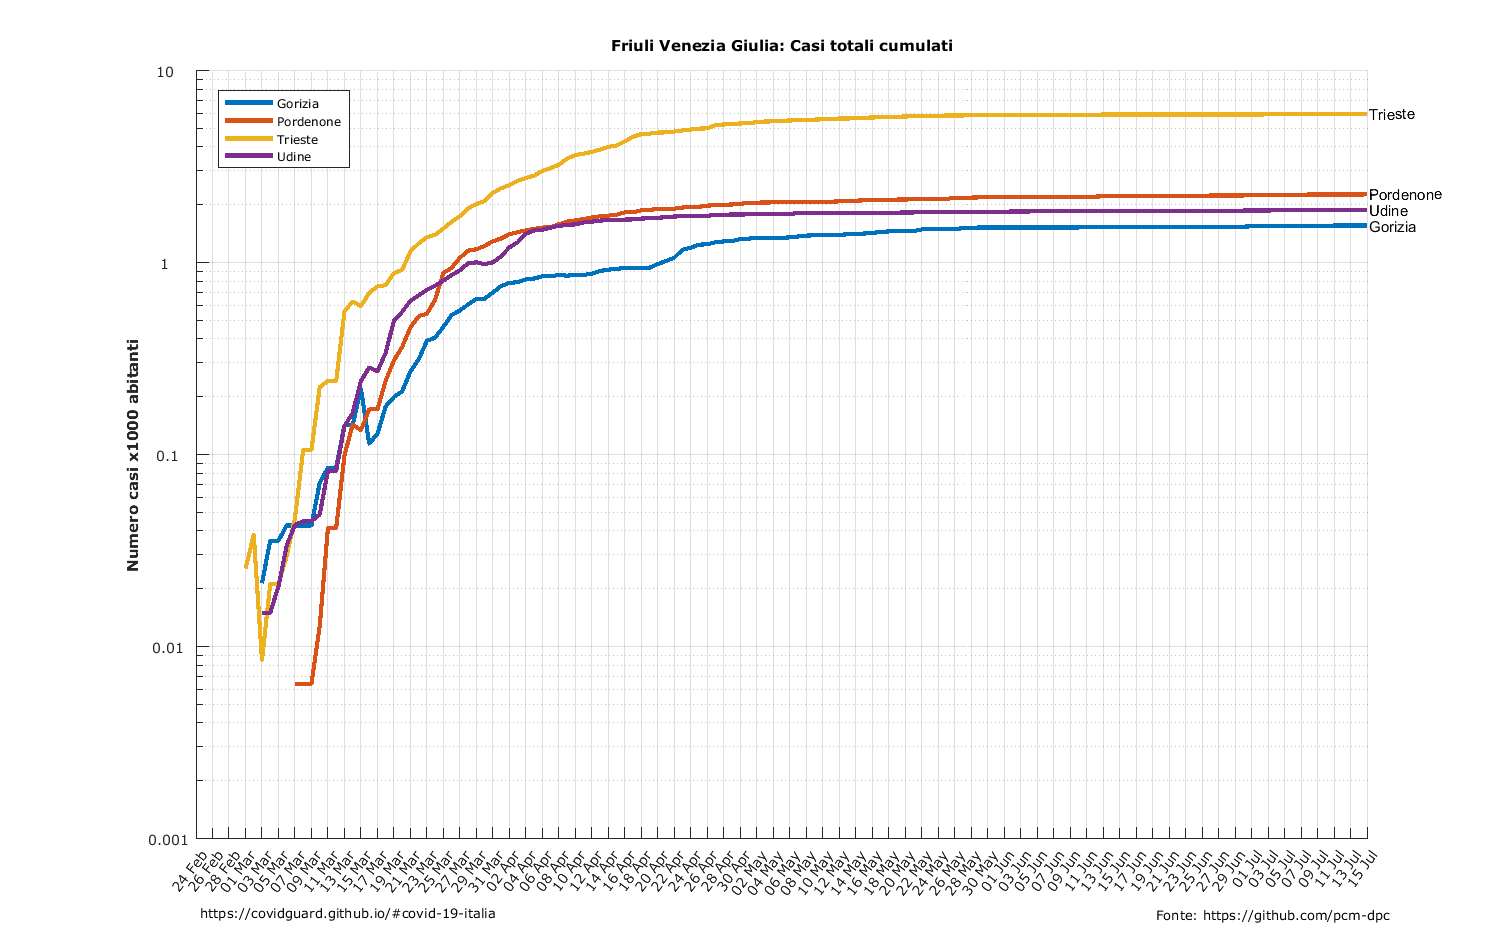 Friuli Venezia Giulia: Casi totali cumulati
10
1
0.1
0.01
0.001
Numero casi x1000 abitanti
Gorizia
Pordenone
Trieste
Udine
Trieste
Pordenone
Udine
Gorizia
24 Feb
26 Feb
28 Feb
01 Mar
03 Mar
05 Mar
07 Mar
09 Mar
11 Mar
13 Mar
15 Mar
17 Mar
19 Mar
21 Mar
23 Mar
25 Mar
27 Mar
29 Mar
31 Mar
02 Apr
04 Apr
06 Apr
08 Apr
10 Apr
12 Apr
14 Apr
16 Apr
18 Apr
20 Apr
22 Apr
24 Apr
26 Apr
28 Apr
30 Apr
02 May
04 May
06 May
08 May
10 May
12 May
14 May
16 May
18 May
20 May
22 May
24 May
26 May
28 May
30 May
01 Jun
03 Jun
05 Jun
07 Jun
09 Jun
11 Jun
13 Jun
15 Jun
17 Jun
19 Jun
21 Jun
23 Jun
25 Jun
27 Jun
29 Jun
01 Jul
03 Jul
05 Jul
07 Jul
09 Jul
11 Jul
13 Jul
15 Jul
https://covidguard.github.io/#covid-19-italia
Fonte: https://github.com/pcm-dpc